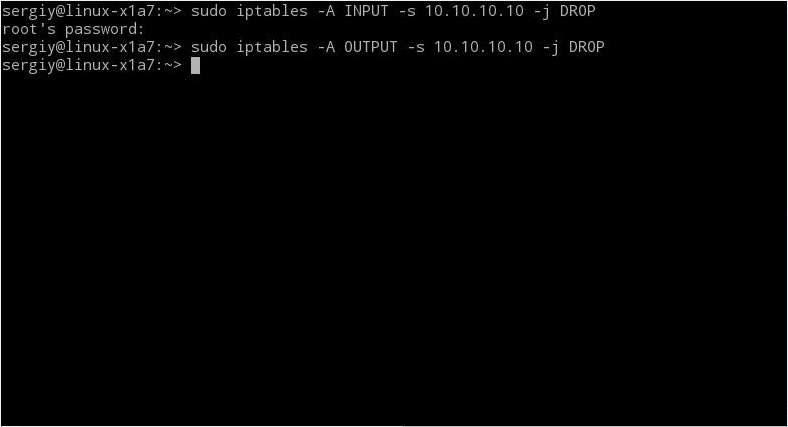 sergiy@linux-x1a7:~> sudo iptables -A INPUT -s 10.10.10.10 -j DROP
root's password:
sergiy@linux-x1a7:~> sudo iptables -A OUTPUT -s 10.10.10.10 -j DROP
sergiy@linux-x1a7:~>